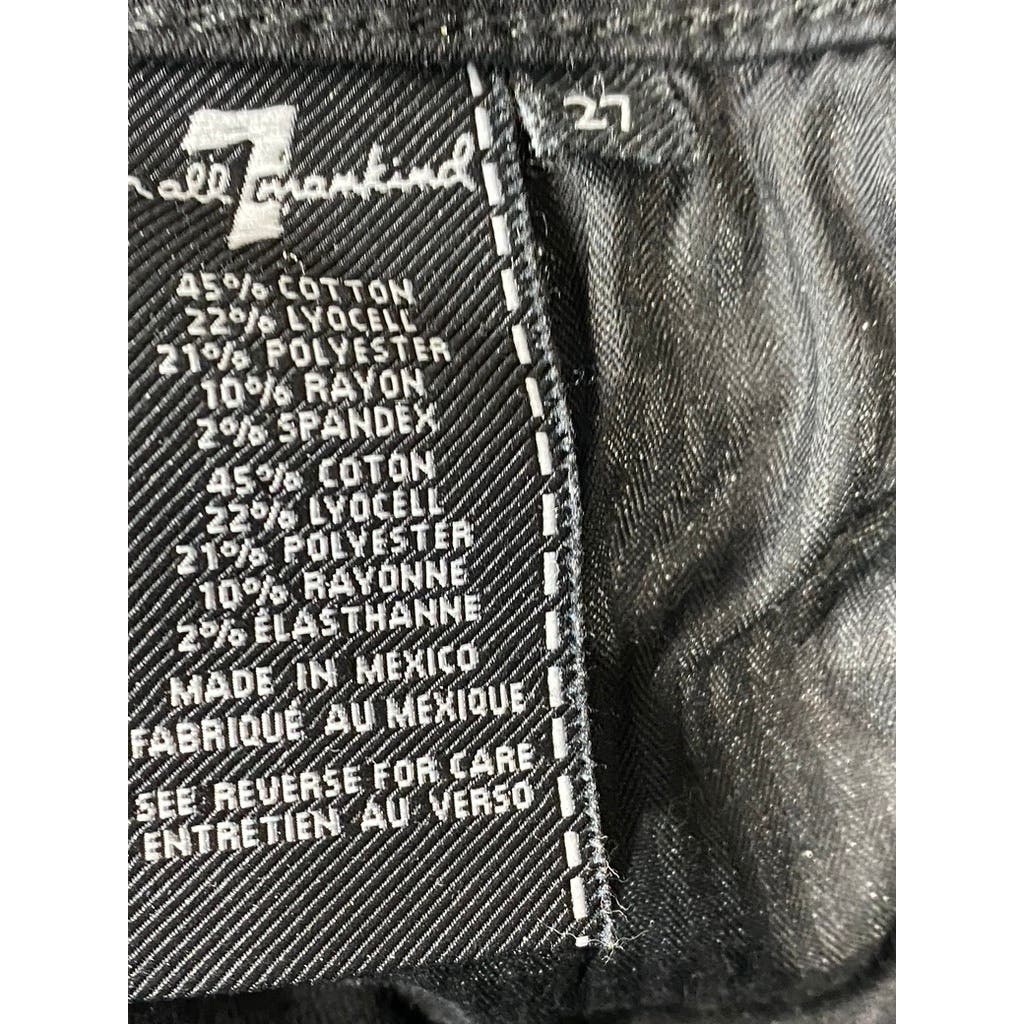 7
all mankind
27
45% COTTON
22% LYOCELL
21% POLYESTER
10% RAYON
2% SPANDEX
45% COTON
22% LYOCELL
21% POLYESTER
10% RAYONNE
2% ÉLASTHANNE
MADE IN MEXICO
FABRIQUÉ AU MEXIQUE
SEE REVERSE FOR CARE
ENTRETIEN AU VERSO